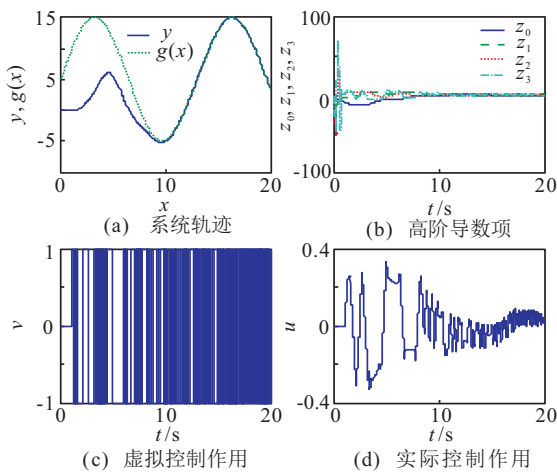 15
5
-5
0
10
20
y, g(x)
x
y
g(x)
(a) 系统轨迹
100
0
-100
0
10
20
z0, z1, z2, z3
t/s
z0
z1
z2
z3
(b) 高阶导数项
1
0
-1
0
10
20
v
t/s
(c) 虚拟控制作用
0.4
0
-0.4
0
10
20
u
t/s
(d) 实际控制作用